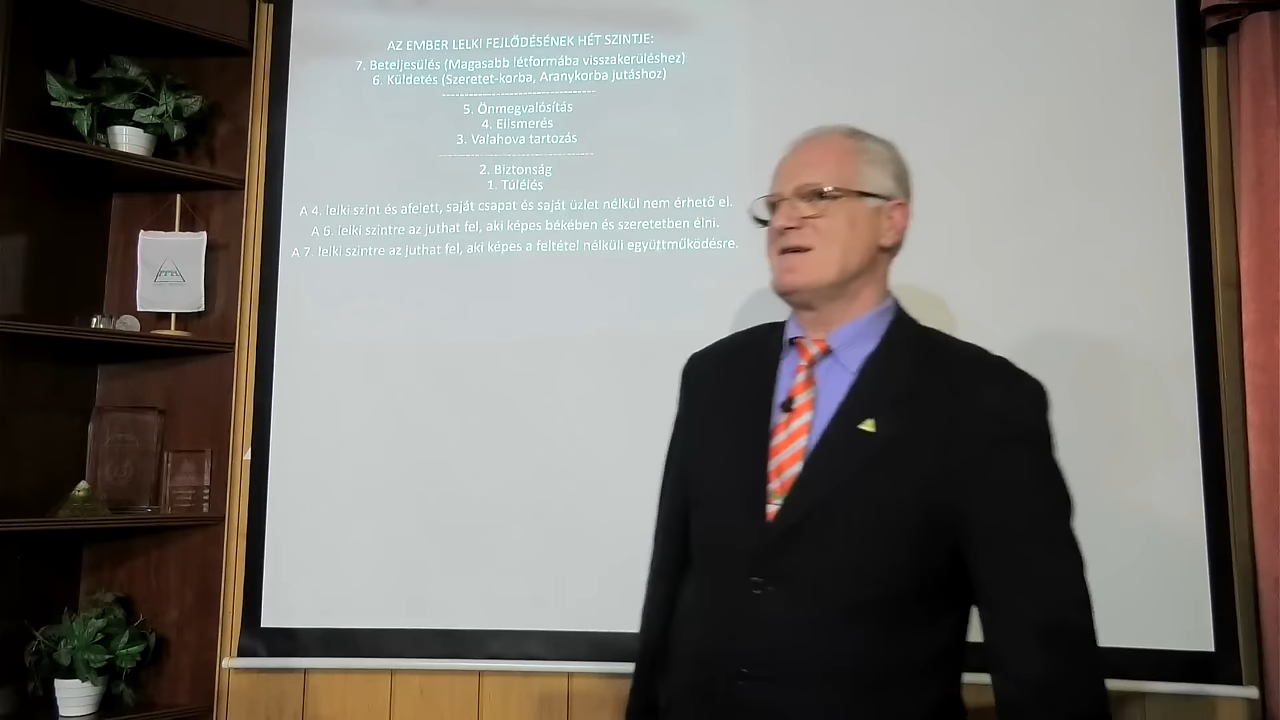 AZ EMBER LELKI FEJLŐDÉSÉNEK HÉT SZINTJE:
7. Beteljesülés (Magasabb létformába visszakerüléshez)
6. Küldetés (Szeretet-korba, Aranykorba jutáshoz)
5. Önmegvalósítás
4. Elismerés
3. Valahova tartozás
2. Biztonság
1. Túlélés
A 4. lelki szint és afelett, saját csapat és saját üzlet nélkül nem érhető el.
A 6. lelki szintre az juthat fel, aki képes békében és szeretetben élni.
A 7. lelki szintre az juthat fel, aki képes a feltétel nélküli együttműködésre.